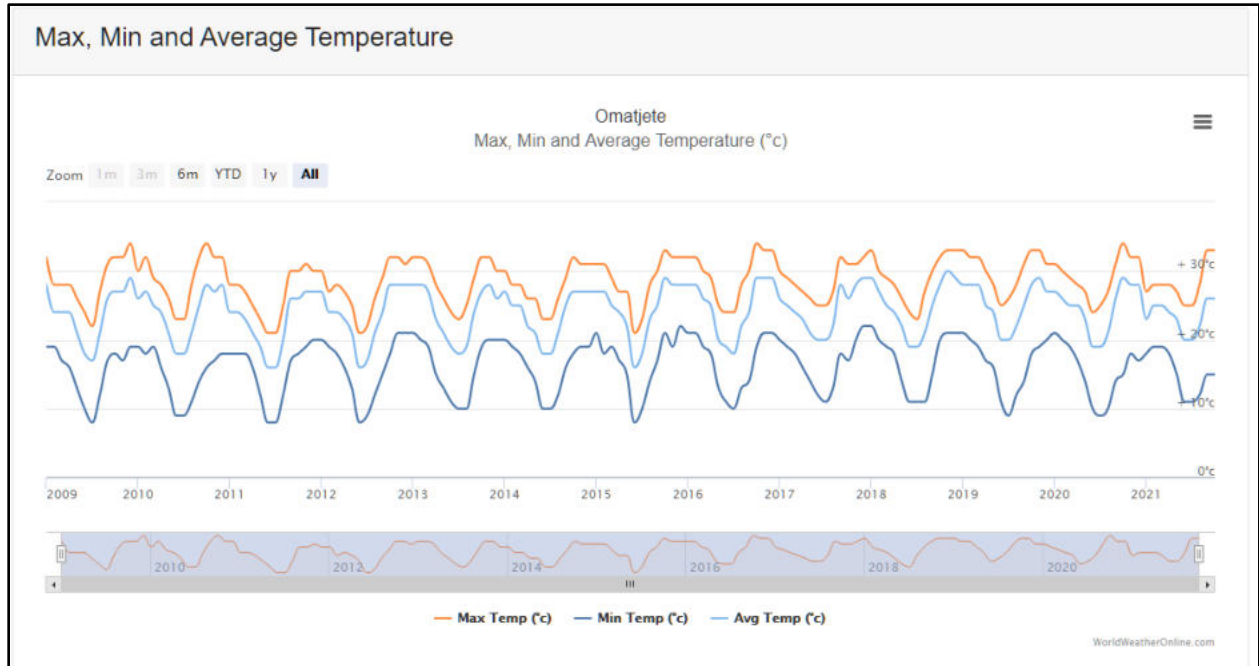 Max, Min and Average Temperature
Omatjete
Max, Min and Average Temperature (°c)
Zoom 1m 3m 6m YTD 1y All
+ 30°c
+ 20°c
+ 10°c
0°c
2009 2010 2011 2012 2013 2014 2015 2016 2017 2018 2019 2020 2021
2010 2012 2014 2016 2018 2020
Max Temp (°c) Min Temp (°c) Avg Temp (°c)
WorldWeatherOnline.com